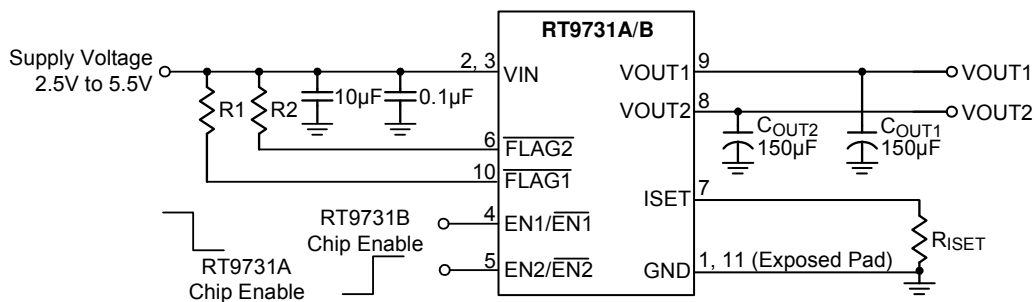 RT9731A/B
Supply Voltage
2.5V to 5.5V
2, 3
VIN
VOUT1
9
VOUT1
R1
R2
10µF
0.1µF
VOUT2
8
VOUT2
6
FLAG2
COUT2
150µF
COUT1
150µF
10
FLAG1
ISET
7
RT9731B
Chip Enable
4
EN1/EN1
RISET
RT9731A
Chip Enable
5
EN2/EN2
GND
1, 11 (Exposed Pad)